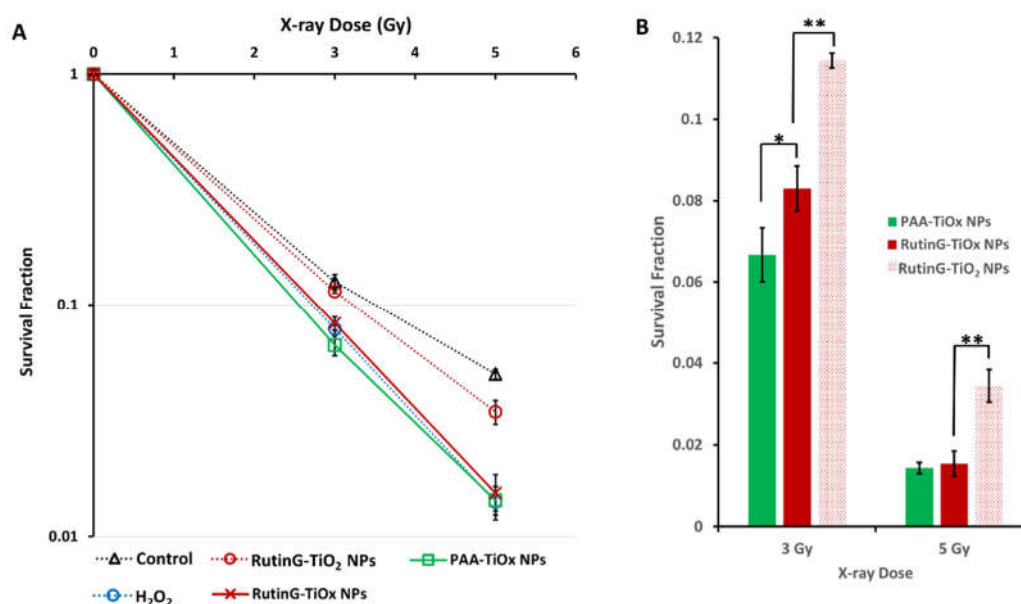 A
X-ray Dose (Gy)
0 1 2 3 4 5 6
1
0.1
0.01
Survival Fraction
Control
RutinG-TiO₂ NPs
PAA-TiOx NPs
H₂O₂
RutinG-TiOx NPs
B
0.12
0.1
0.08
0.06
0.04
0.02
0
Survival Fraction
*
**
**
PAA-TiOx NPs
RutinG-TiOx NPs
RutinG-TiO₂ NPs
3 Gy 5 Gy
X-ray Dose